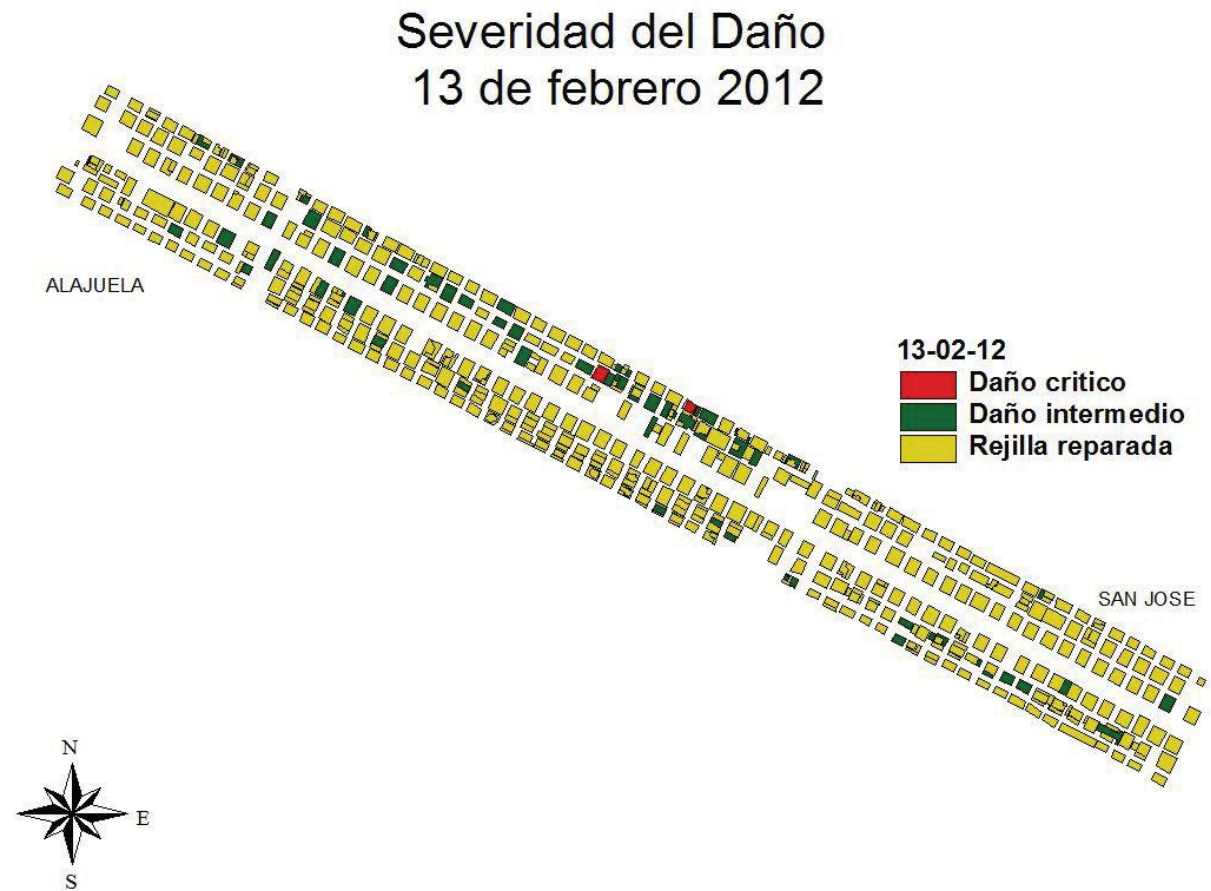 Severidad del Daño
13 de febrero 2012
ALAJUELA
13-02-12
Daño critico
Daño intermedio
Rejilla reparada
SAN JOSE
N
E
S